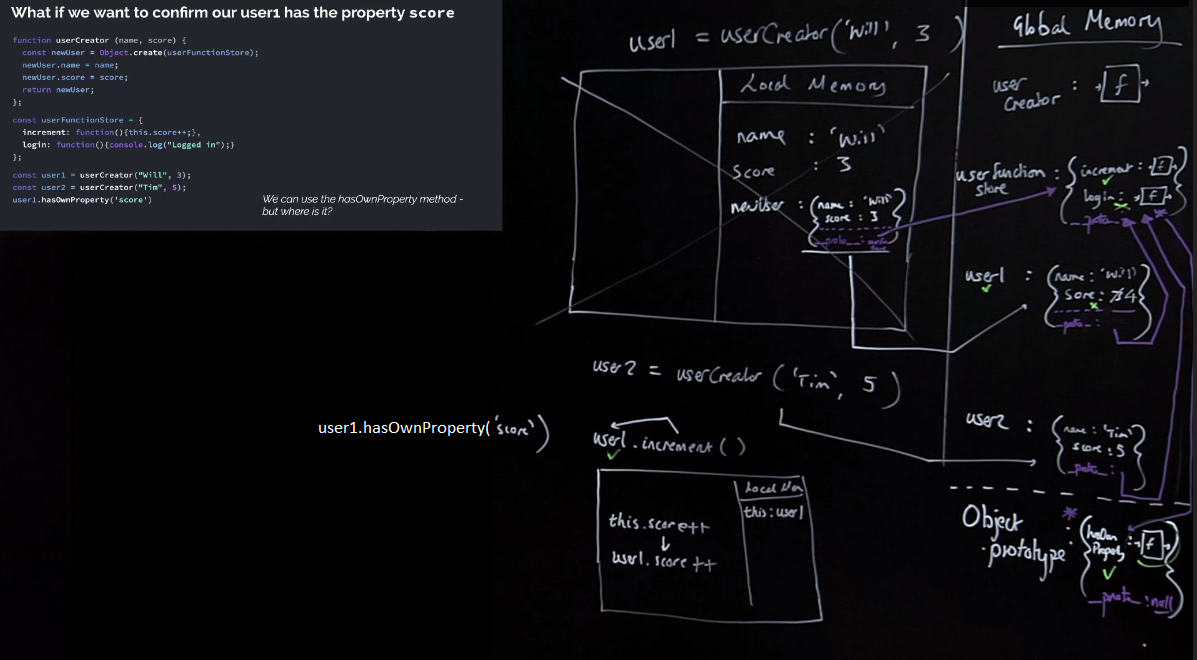 What if we want to confirm our user1 has the property score
function userCreator (name, score) {
const newUser = Object.create(userFunctionStore);
newUser.name = name;
newUser.score = score;
return newUser;
};
const userFunctionStore = {
increment: function(){this.score++;},
login: function(){console.log("Logged in");}
};
const user1 = userCreator("Will", 3);
const user2 = userCreator("Tim", 5);
user1.hasOwnProperty('score')
We can use the hasOwnProperty method -
but where is it?
user1 = userCreator('Will', 3)
Local Memory
name : 'Will'
score : 3
newUser : {name : 'Will'
score : 3
__proto__ :
user2 = userCreator ('Tim', 5)
user1.hasOwnProperty('score')
user1.increment()
Local Mem
this : user1
this.score++
↓
user1.score++
Global Memory
user
Creator : f
userFunction
store : {increment : f
login : f
__proto__
user1 : {name : 'Will'
Sore : 4}
__proto__ :
user2 : {name : 'Tim'
score : 5
__proto__ :
Object
prototype * : {hasOwn
Property : f
__proto__ : null}